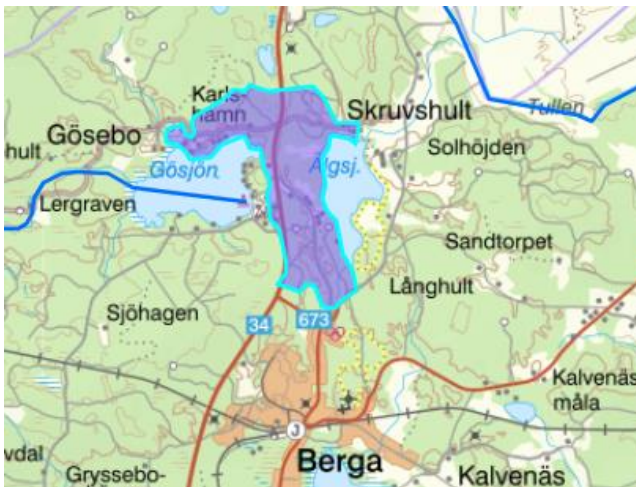 Karls-
hamn
Skruvshult
Tullen
Gösebo
hult
Gösjön.
Älgsj.
Solhöjden
Lergraven
Sandtorpet
Långhult
Sjöhagen
34
673
Kalvenäs
måla
J
Berga
vdal
Gryssebo-
Kalvenäs